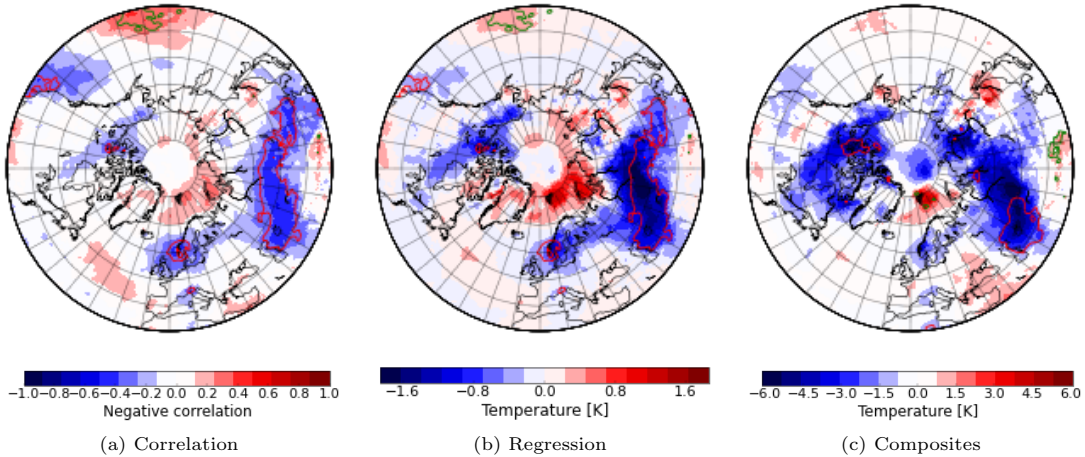 −1.0−0.8−0.6−0.4−0.2 0.0 0.2 0.4 0.6 0.8 1.0
Negative correlation
(a) Correlation
−1.6 −0.8 0.0 0.8 1.6
Temperature [K]
(b) Regression
−6.0 −4.5 −3.0 −1.5 0.0 1.5 3.0 4.5 6.0
Temperature [K]
(c) Composites